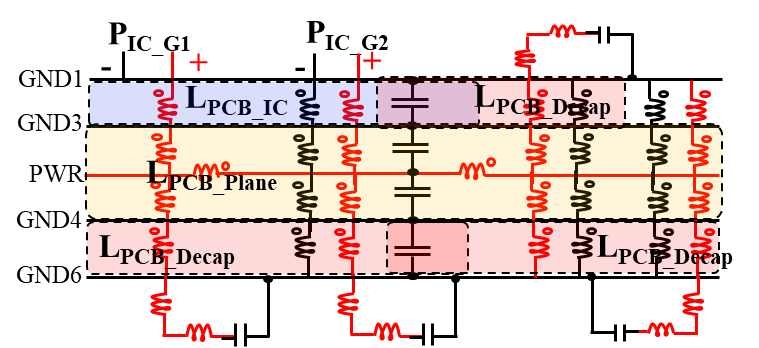 P_IC_G1 P_IC_G2
- + - +
GND1
L_PCB_IC L_PCB_Decap
GND3
PWR
L_PCB_Plane
GND4
L_PCB_Decap L_PCB_Decap
GND6